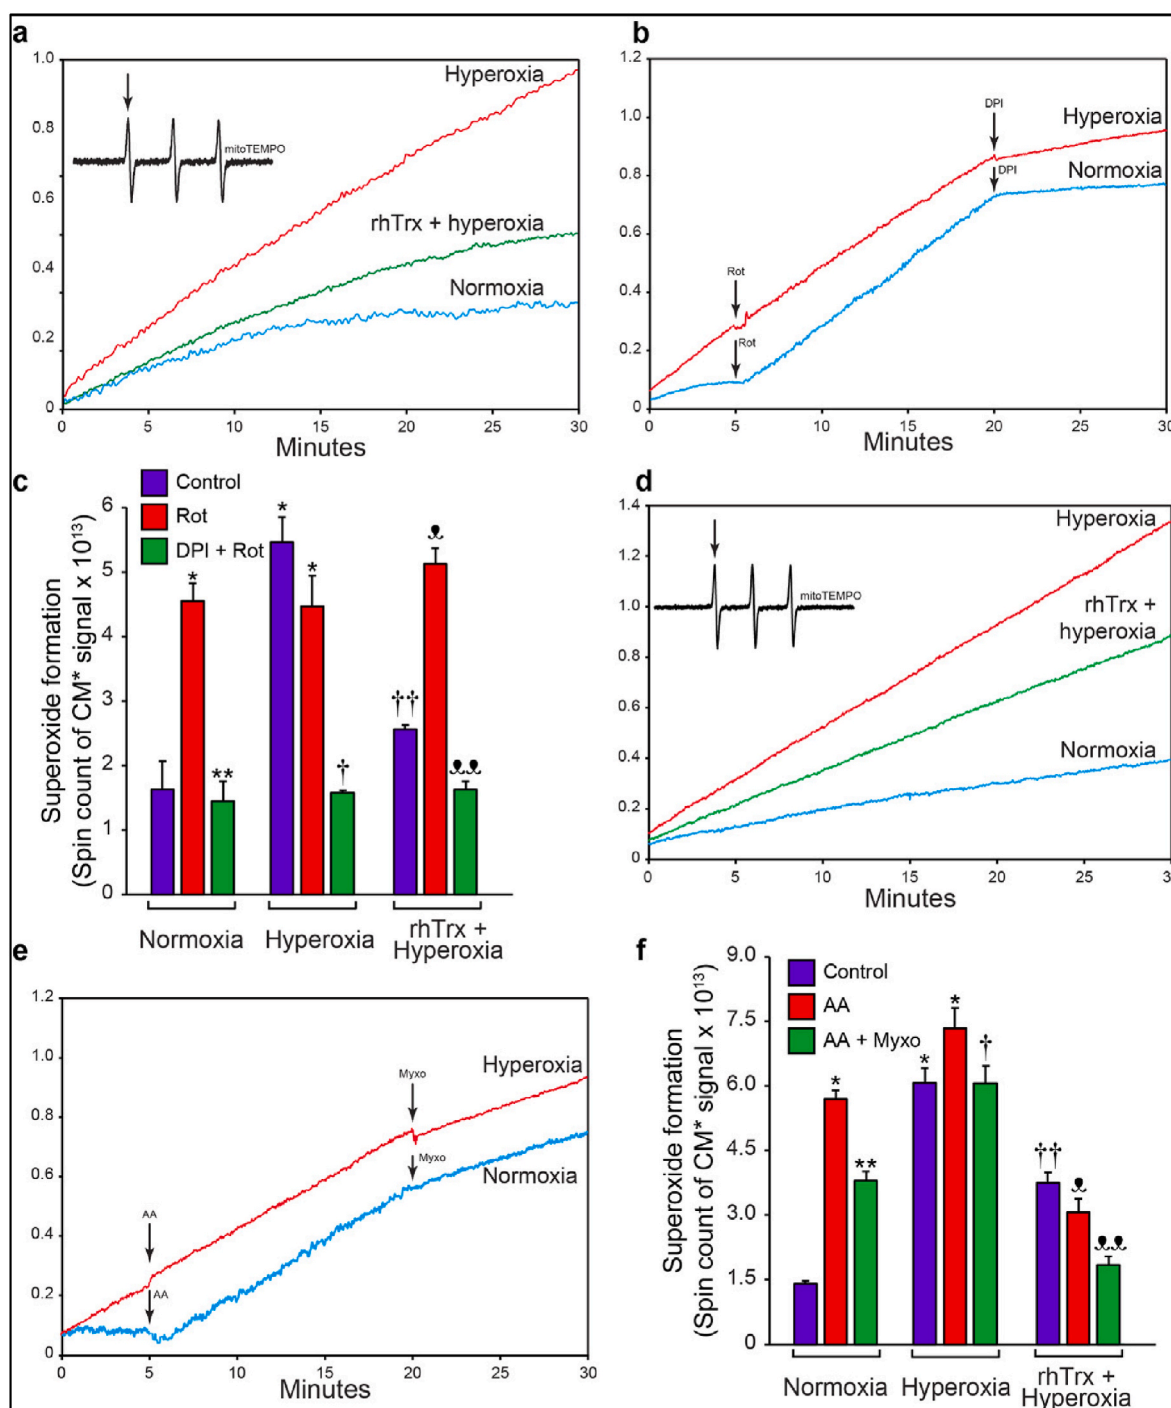 a
1.0
0.8
0.6
0.4
0.2
0
Hyperoxia
mitoTEMPO
rhTrx + hyperoxia
Normoxia
0 5 10 15 20 25 30
Minutes
b
1.2
1.0
0.8
0.6
0.4
0.2
0
DPI
Hyperoxia
DPI
Normoxia
Rot
Rot
0 5 10 15 20 25 30
Minutes
c
Control
Rot
DPI + Rot
Superoxide formation
(Spin count of CM* signal x 10¹³)
6
5
4
3
2
1
0
* ** * * † †† 
Normoxia Hyperoxia rhTrx +
Hyperoxia
d
1.4
1.2
1.0
0.8
0.6
0.4
0.2
0
Hyperoxia
mitoTEMPO
rhTrx +
hyperoxia
Normoxia
0 5 10 15 20 25 30
Minutes
e
1.2
1.0
0.8
0.6
0.4
0.2
0
Myxo
Hyperoxia
Myxo
Normoxia
AA
AA
0 5 10 15 20 25 30
Minutes
f
Control
AA
AA + Myxo
Superoxide formation
(Spin count of CM* signal x 10¹³)
9.0
7.5
6.0
4.5
3.0
1.5
0
* ** * * † ††
Normoxia Hyperoxia rhTrx +
Hyperoxia